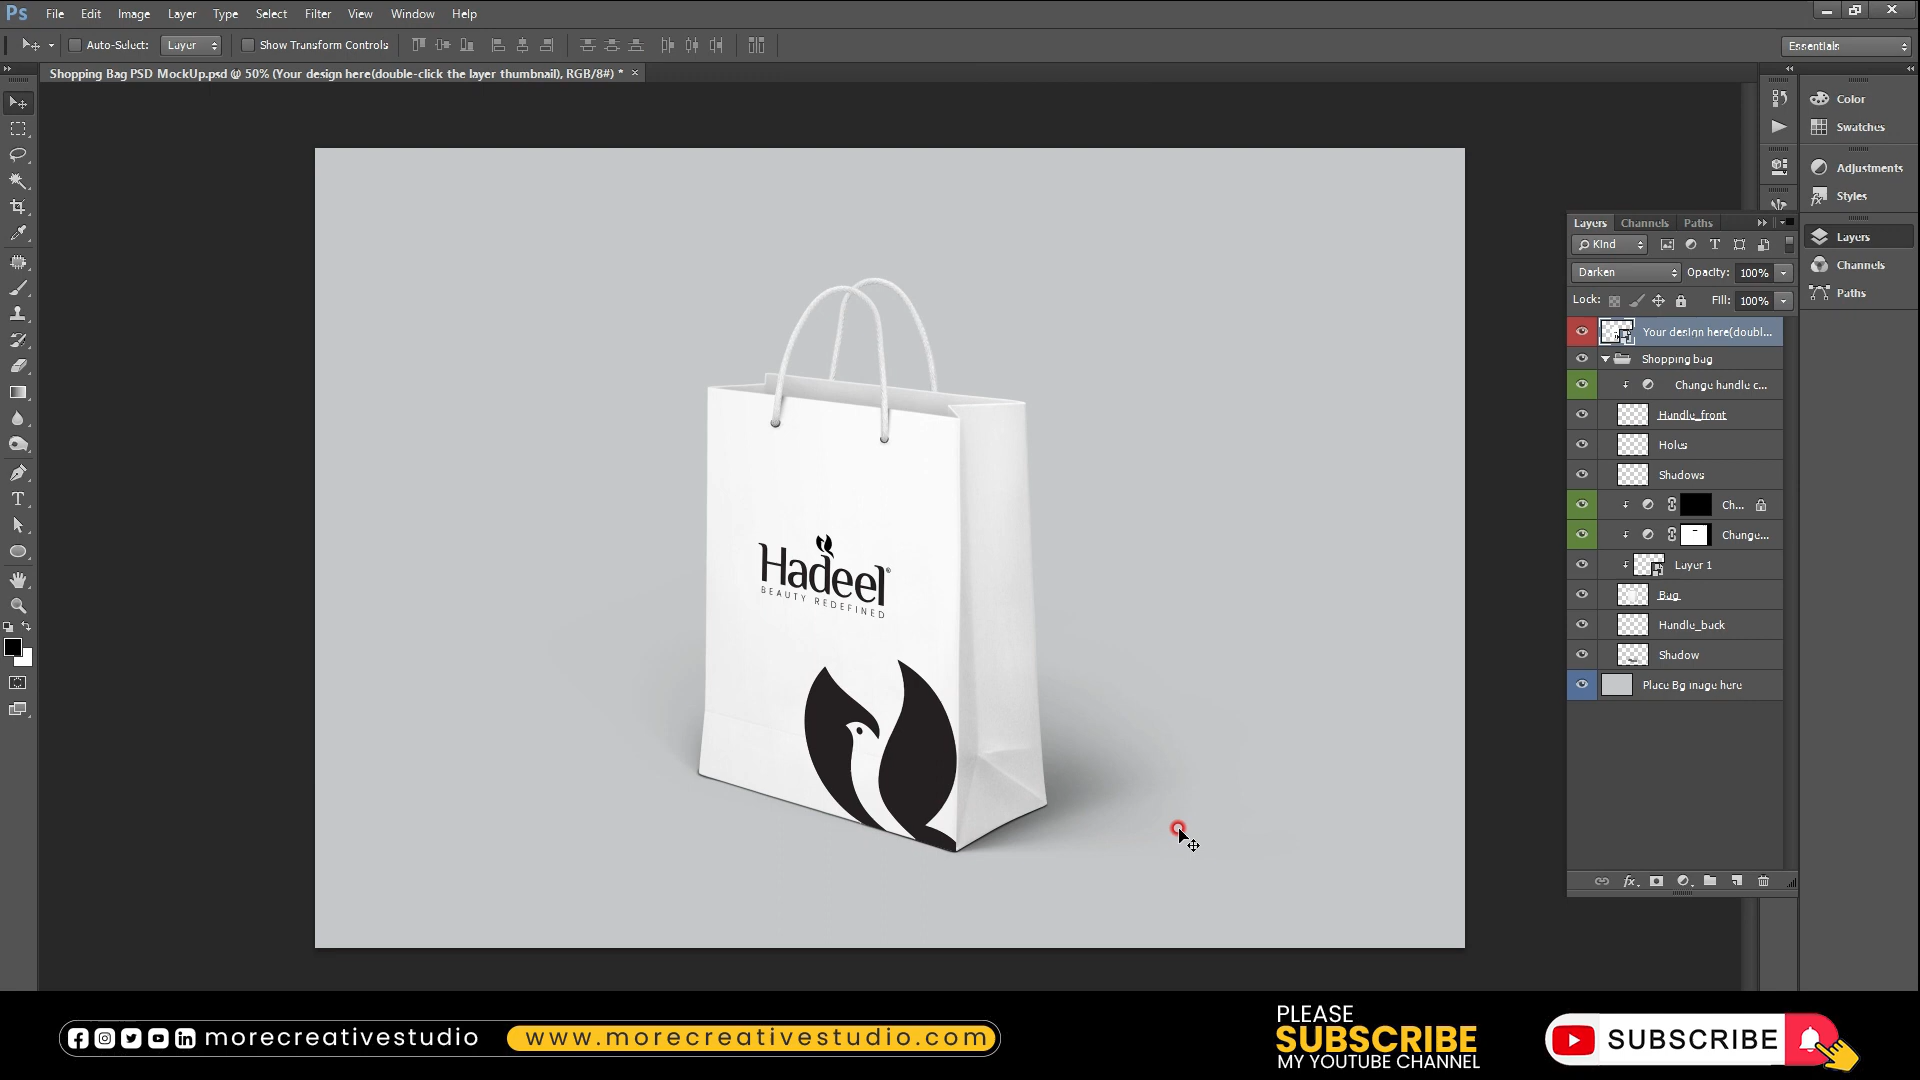 Ps File Edit Image Layer Type Select Filter View Window Help
Auto-Select: Layer Show Transform Controls Essentials
Shopping Bag PSD MockUp.psd @ 50% (Your design here(double-click the layer thumbnail), RGB/8#) * ×
Color
Swatches
Adjustments
Styles
Layers
Channels
Paths
Layers Channels Paths
Kind
Darken Opacity: 100%
Lock: Fill: 100%
Your design here(doubl...
Shopping bag
Change handle c...
Handle_front
Holes
Shadows
Ch...
Change...
Layer 1
Bag
Handle_back
Shadow
Place Bg image here
Hadeel®
BEAUTY REDEFINED
morecreativestudio www.morecreativestudio.com
PLEASE
SUBSCRIBE
MY YOUTUBE CHANNEL
SUBSCRIBE